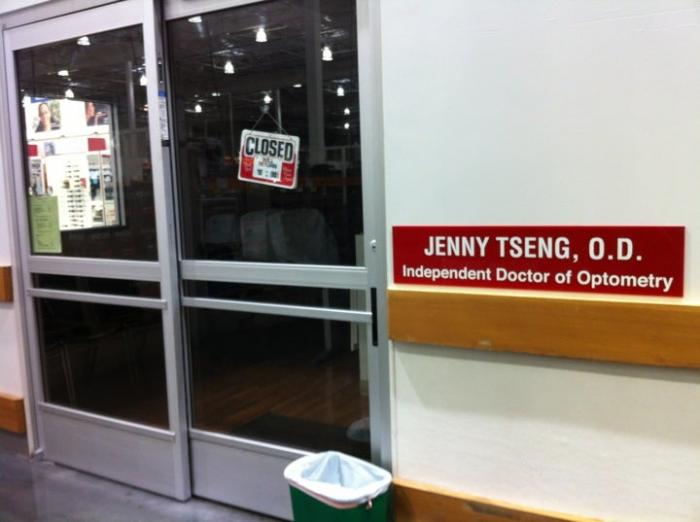 CLOSED
JENNY TSENG, O.D.
Independent Doctor of Optometry